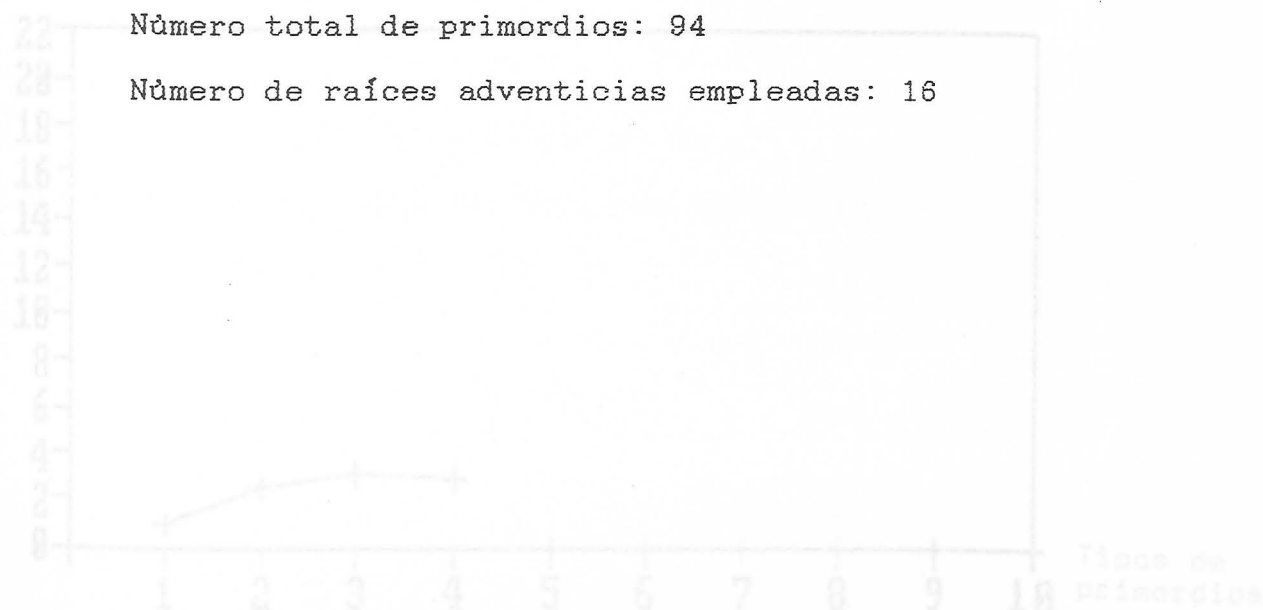 Número total de primordios: 94
Número de raíces adventicias empleadas: 16
22
20
18
16
14
12
10
8
6
4
2
0
1 2 3 4 5 6 7 8 9 10
Tipos de
primordios